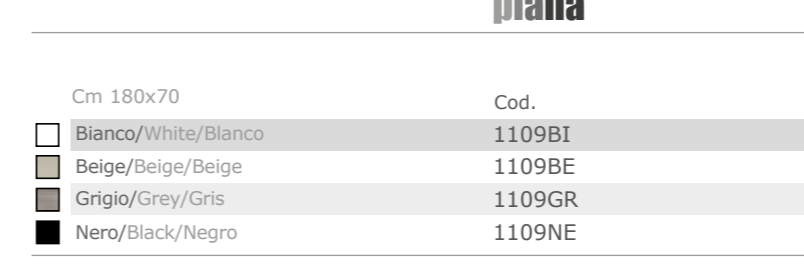 plana
Cm 180x70
Cod.
Bianco/White/Blanco 1109BI
Beige/Beige/Beige 1109BE
Grigio/Grey/Gris 1109GR
Nero/Black/Negro 1109NE